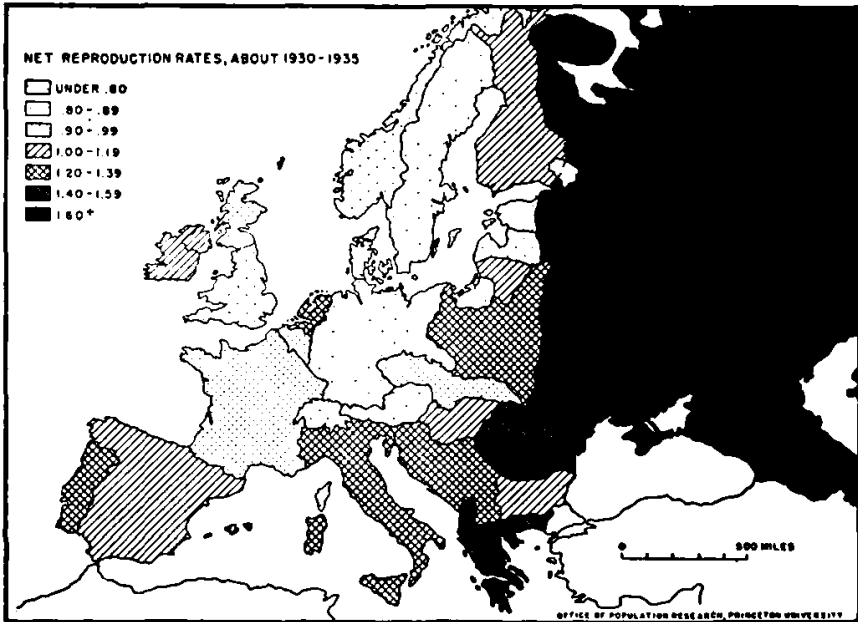 NET REPRODUCTION RATES, ABOUT 1930-1935
UNDER .80
.80-.89
.90-.99
1.00-1.19
1.20-1.39
1.40-1.59
1.60+
0 500 MILES
OFFICE OF POPULATION RESEARCH, PRINCETON UNIVERSITY